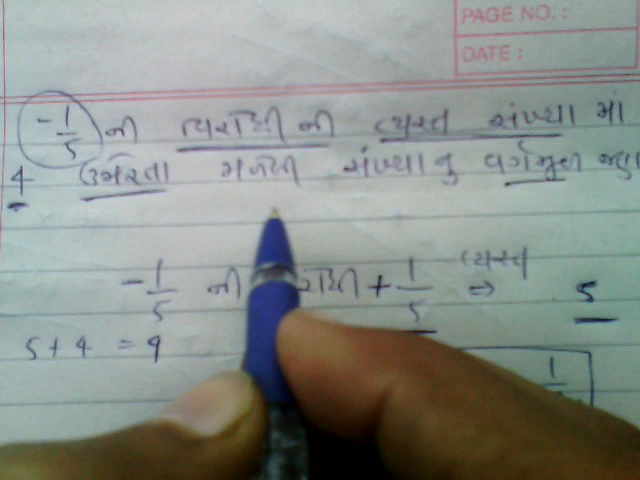 PAGE NO. :
DATE :
-1/5 ની વિરોધી ની વ્યસ્ત સંખ્યા માં
4 ઉમેરતા મળતી સંખ્યા નુ વર્ગમૂળ
-1/5 ની + 1/5 ⇒ વ્યસ્ત 5
5 + 4 = 9
1